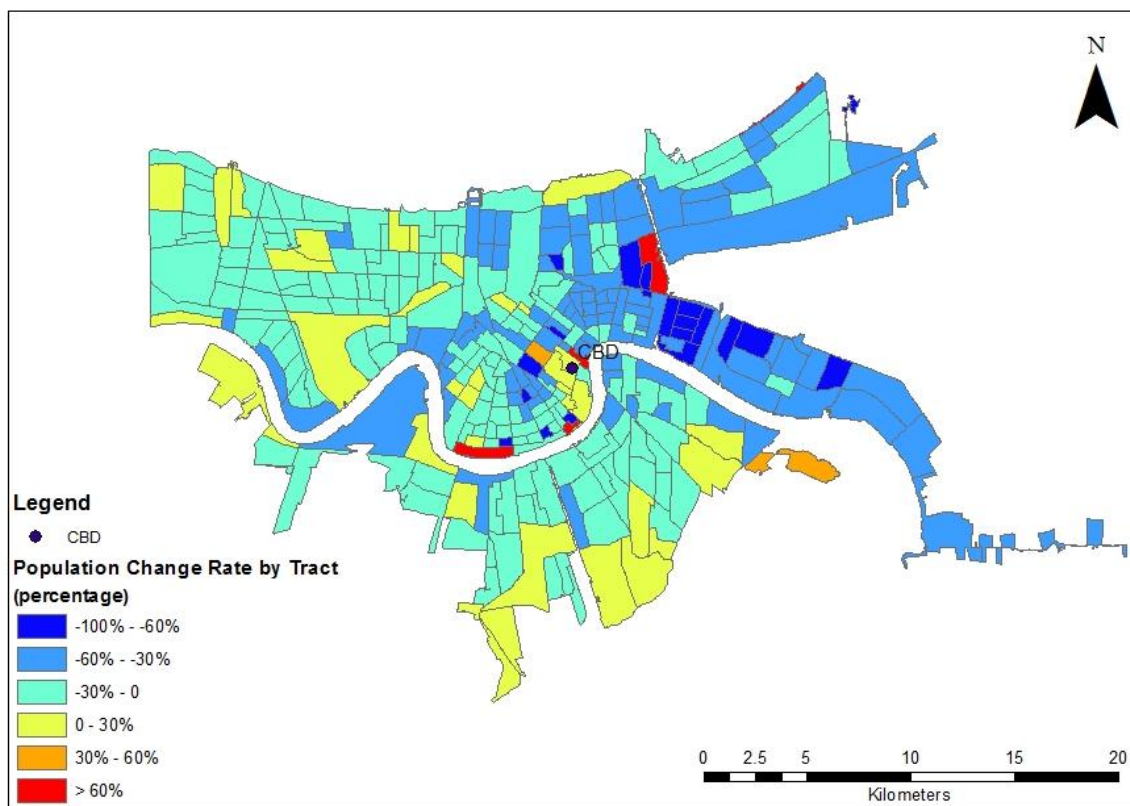 N
CBD
Legend
CBD
Population Change Rate by Tract
(percentage)
-100% - -60%
-60% - -30%
-30% - 0
0 - 30%
30% - 60%
> 60%
0 2.5 5 10 15 20
Kilometers